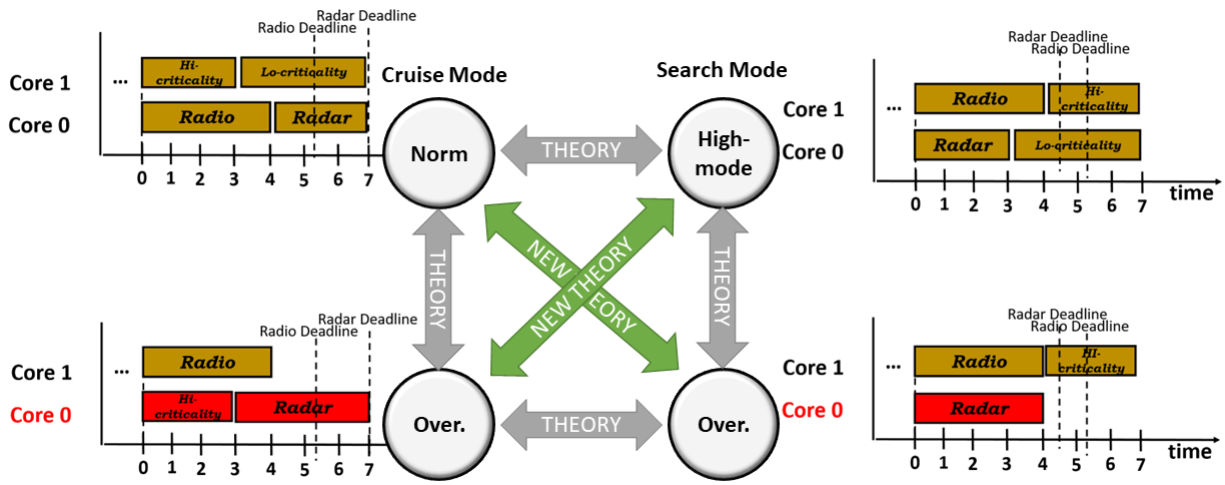 Radar Deadline
Radio Deadline
Core 1
...
Hi-
criticality
Lo-criticality
Core 0
Radio
Radar
0 1 2 3 4 5 6 7
Cruise Mode
Norm
THEORY
Search Mode
High-
mode
Radar Deadline
Radio Deadline
Core 1
...
Radio
Hi-
criticality
Core 0
Radar
Lo-criticality
0 1 2 3 4 5 6 7
time
THEORY
NEW THEORY
NEW THEORY
THEORY
Radar Deadline
Radio Deadline
Core 1
...
Radio
Core 0
Hi-
criticality
Radar
0 1 2 3 4 5 6 7
Over.
THEORY
Over.
Radar Deadline
Radio Deadline
Core 1
...
Radio
HI-
criticality
Core 0
Radar
0 1 2 3 4 5 6 7
time